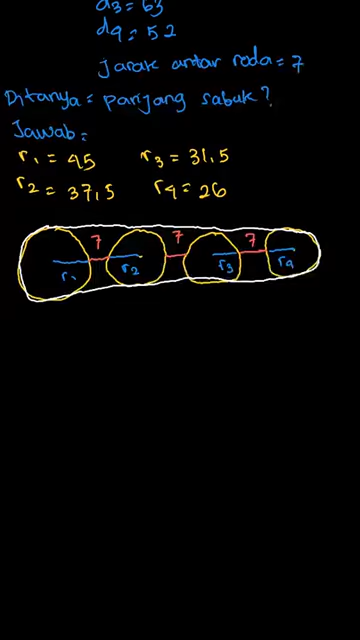 d3 = 63
d4 = 52
Jarak antar roda = 7
Ditanya = panjang sabuk ?
Jawab =
r1 = 45 r3 = 31,5
r2 = 37,5 r4 = 26
7 7 7
r1 r2 r3 r4